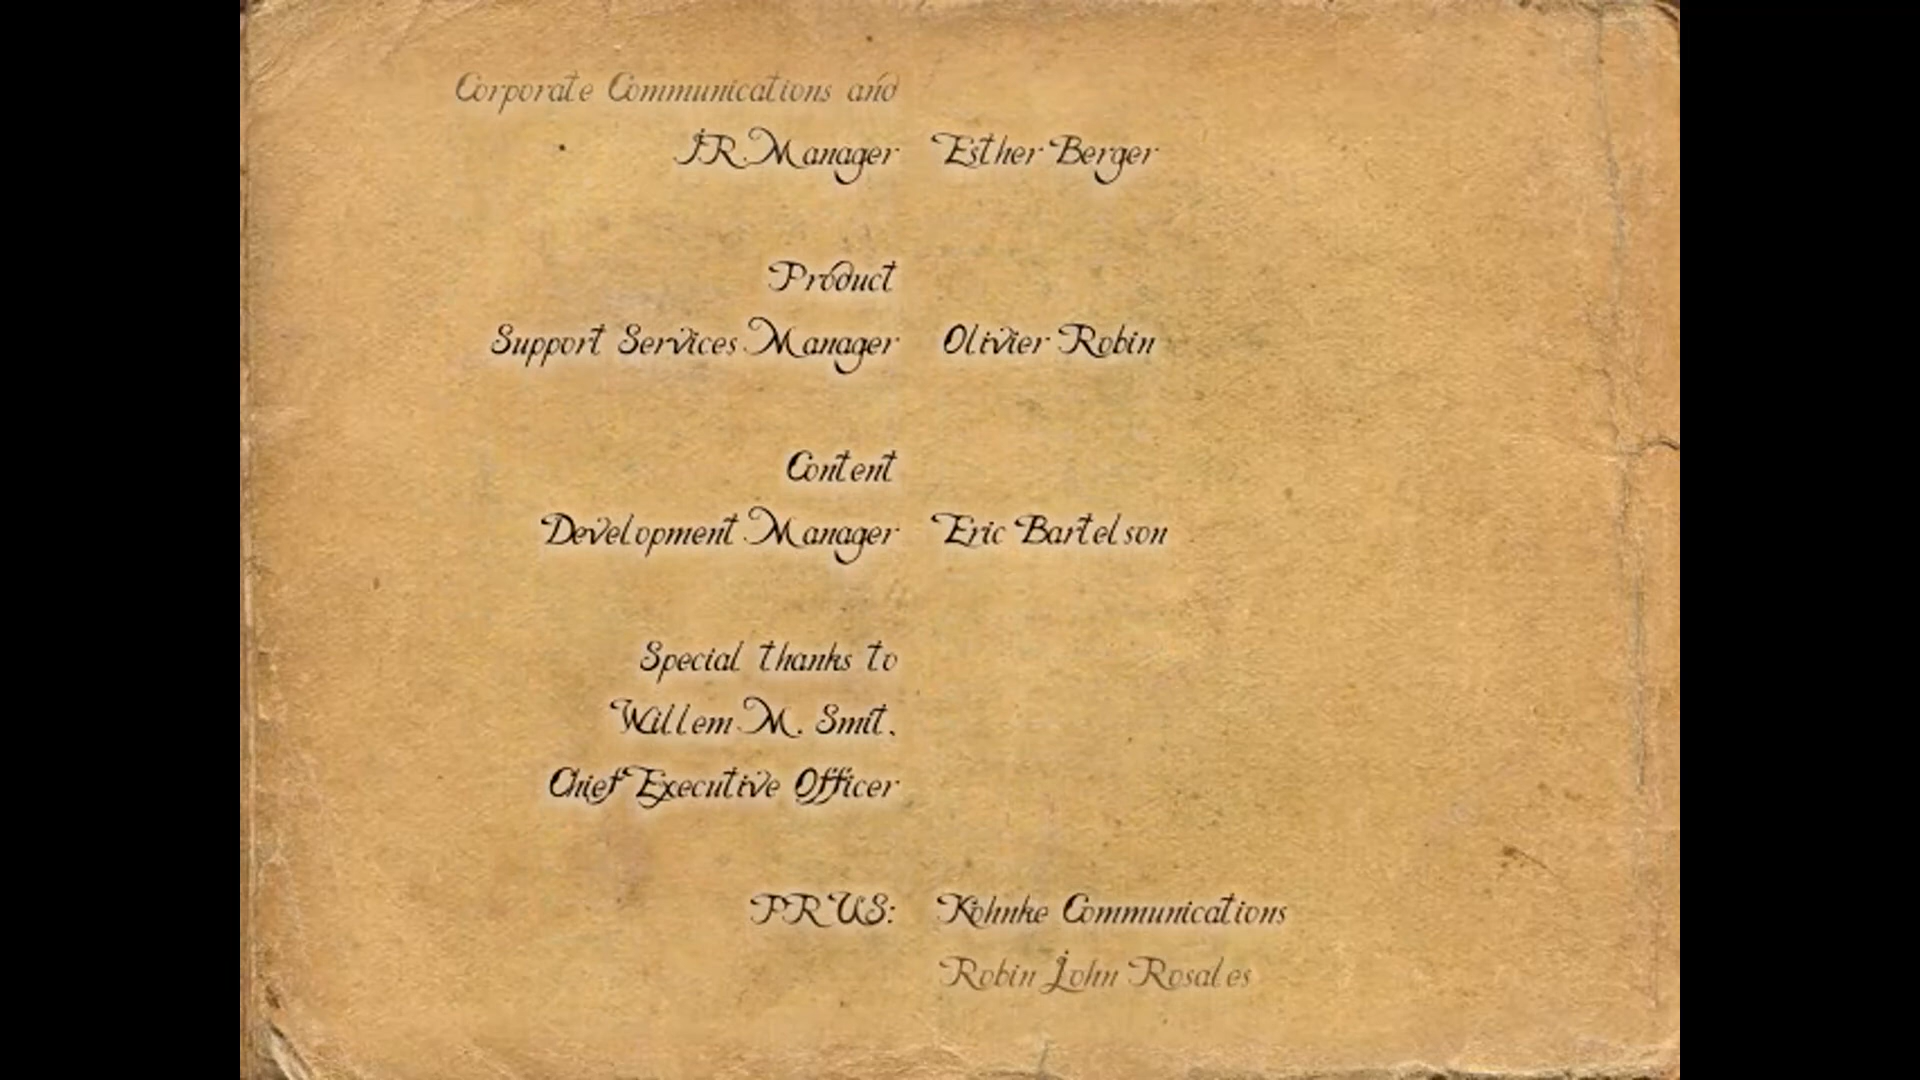 Corporate Communications and
IR Manager Esther Berger
Product
Support Services Manager Olivier Robin
Content
Development Manager Eric Bartelson
Special thanks to
Willem M. Smit,
Chief Executive Officer
PR US: Kohnke Communications
Robin John Rosales